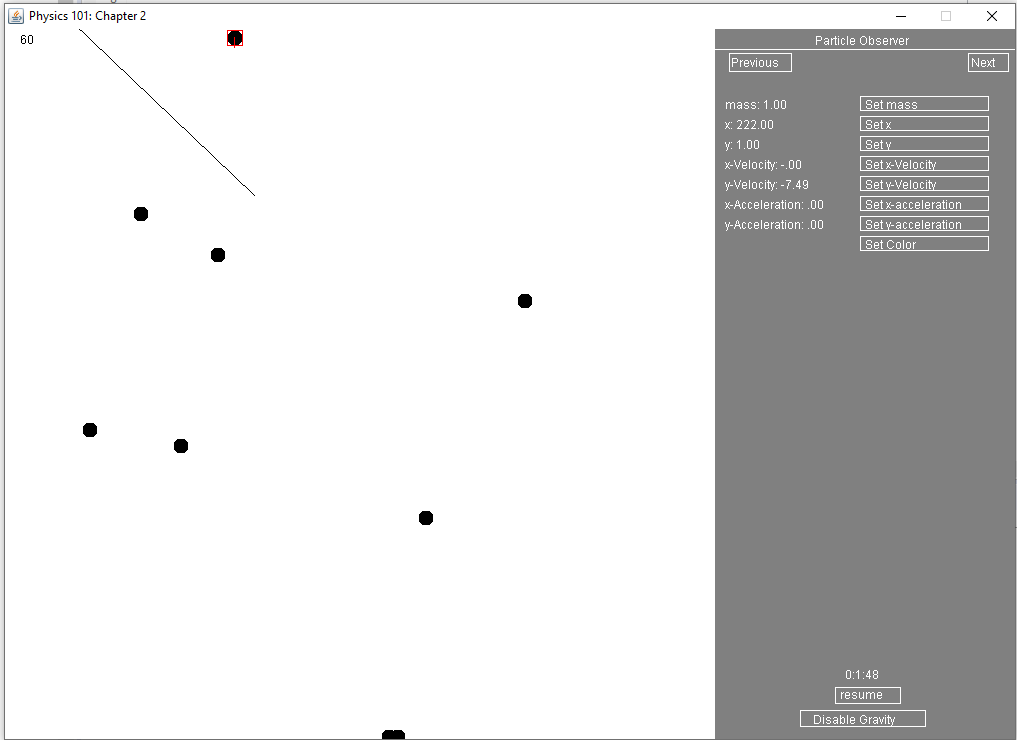 Physics 101: Chapter 2
60
Particle Observer
Previous Next
mass: 1.00 Set mass
x: 222.00 Set x
y: 1.00 Set y
x-Velocity: -.00 Set x-Velocity
y-Velocity: -7.49 Set y-Velocity
x-Acceleration: .00 Set x-acceleration
y-Acceleration: .00 Set y-acceleration
Set Color
0:1:48
resume
Disable Gravity